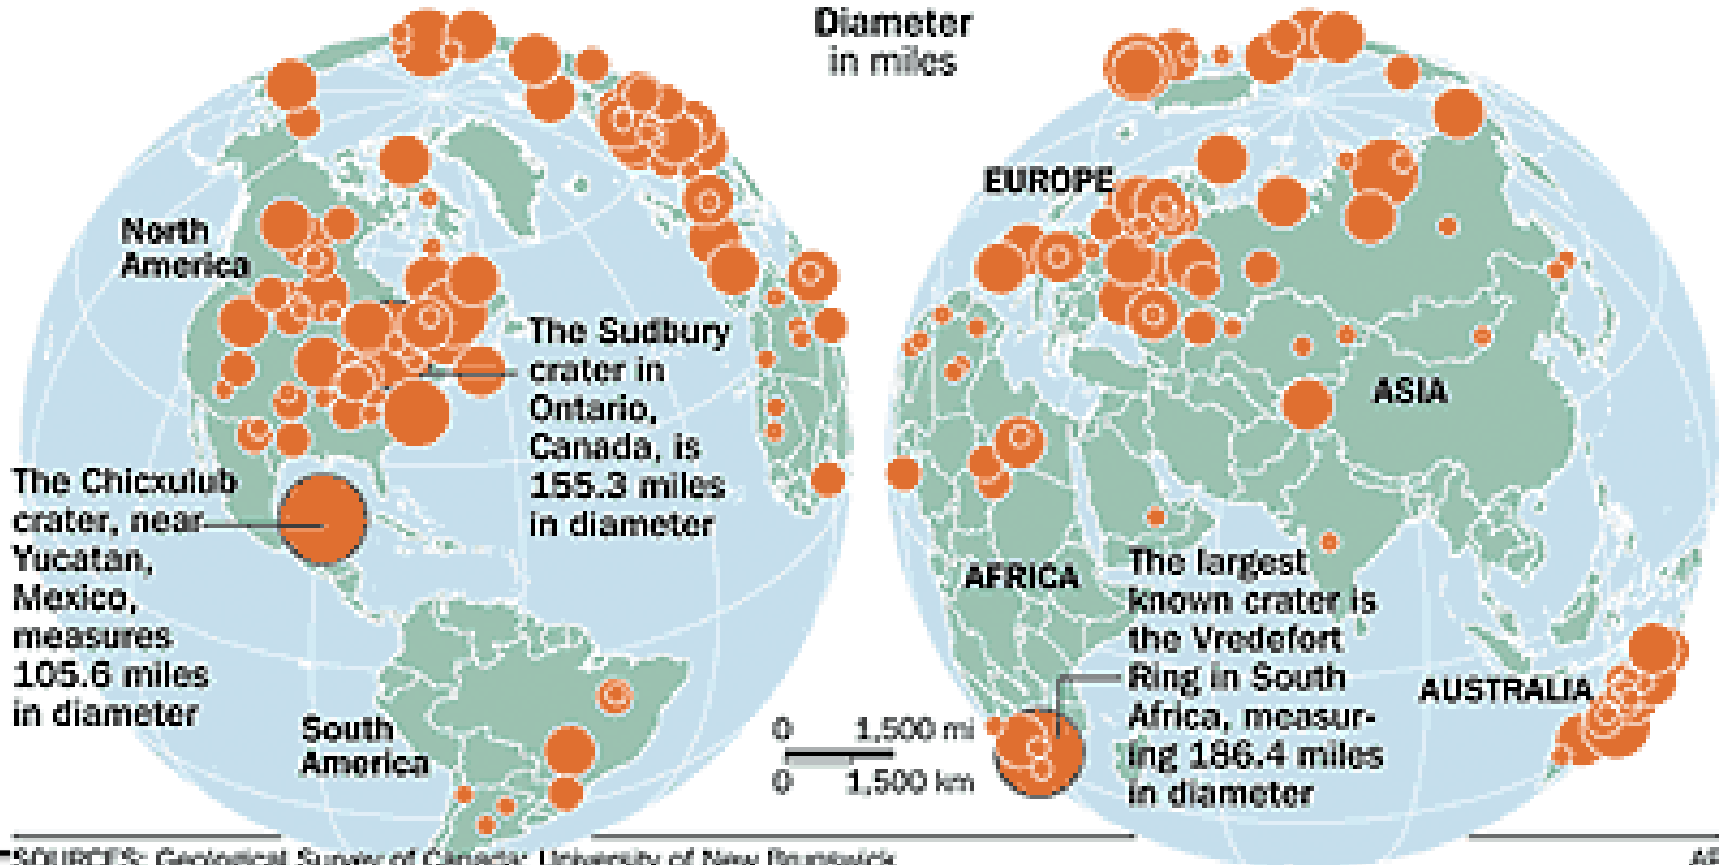 Diameter
in miles
North
America
The Sudbury
crater in
Ontario,
Canada, is
155.3 miles
in diameter
The Chicxulub
crater, near
Yucatan,
Mexico,
measures
105.6 miles
in diameter
South
America
0 1,500 mi
0 1,500 km
EUROPE
ASIA
AFRICA
The largest
known crater is
the Vredefort
Ring in South
Africa, measur-
ing 186.4 miles
in diameter
AUSTRALIA
SOURCES: Geological Survey of Canada; University of New Brunswick